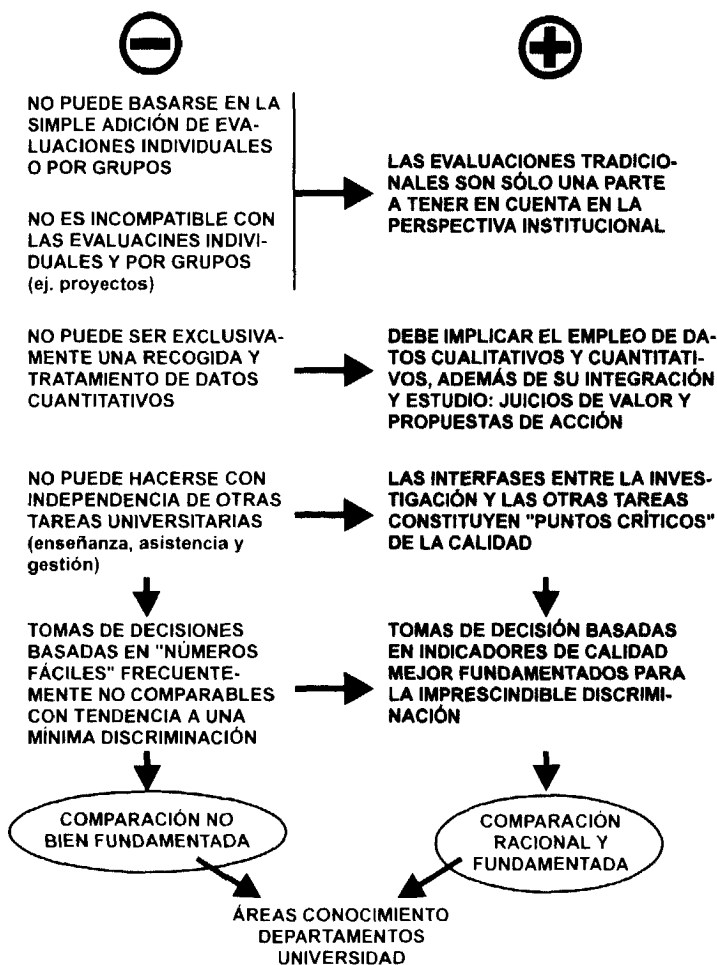 NO PUEDE BASARSE EN LA
SIMPLE ADICIÓN DE EVA-
LUACIONES INDIVIDUALES
O POR GRUPOS
NO ES INCOMPATIBLE CON
LAS EVALUACINES INDIVI-
DUALES Y POR GRUPOS
(ej. proyectos)
LAS EVALUACIONES TRADICIO-
NALES SON SÓLO UNA PARTE
A TENER EN CUENTA EN LA
PERSPECTIVA INSTITUCIONAL
NO PUEDE SER EXCLUSIVA-
MENTE UNA RECOGIDA Y
TRATAMIENTO DE DATOS
CUANTITATIVOS
DEBE IMPLICAR EL EMPLEO DE DA-
TOS CUALITATIVOS Y CUANTITATI-
VOS, ADEMÁS DE SU INTEGRACIÓN
Y ESTUDIO: JUICIOS DE VALOR Y
PROPUESTAS DE ACCIÓN
NO PUEDE HACERSE CON
INDEPENDENCIA DE OTRAS
TAREAS UNIVERSITARIAS
(enseñanza, asistencia y
gestión)
LAS INTERFASES ENTRE LA INVES-
TIGACIÓN Y LAS OTRAS TAREAS
CONSTITUYEN "PUNTOS CRÍTICOS"
DE LA CALIDAD
TOMAS DE DECISIONES
BASADAS EN "NÚMEROS
FÁCILES" FRECUENTE-
MENTE NO COMPARABLES
CON TENDENCIA A UNA
MÍNIMA DISCRIMINACIÓN
TOMAS DE DECISIÓN BASADAS
EN INDICADORES DE CALIDAD
MEJOR FUNDAMENTADOS PARA
LA IMPRESCINDIBLE DISCRIMI-
NACIÓN
COMPARACIÓN NO
BIEN FUNDAMENTADA
COMPARACIÓN
RACIONAL Y
FUNDAMENTADA
ÁREAS CONOCIMIENTO
DEPARTAMENTOS
UNIVERSIDAD